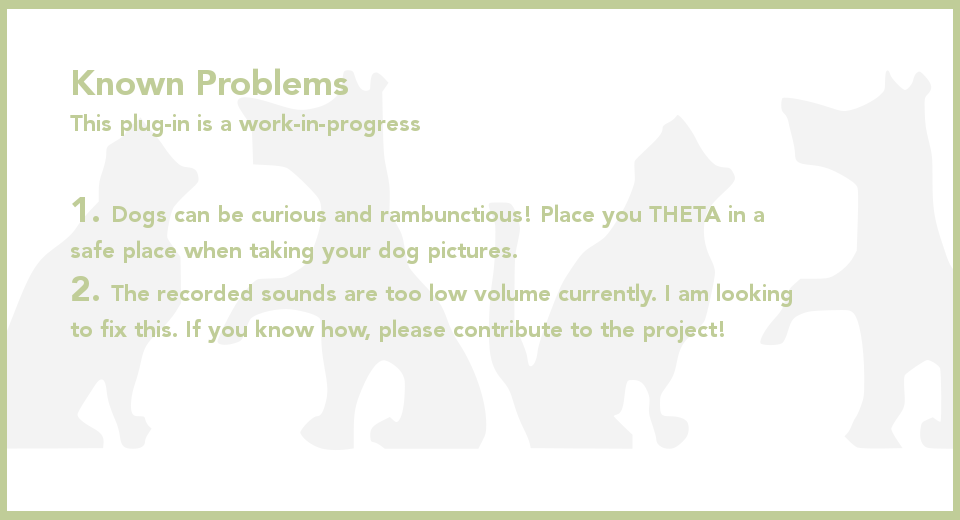 Known Problems
This plug-in is a work-in-progress
1. Dogs can be curious and rambunctious! Place you THETA in a
safe place when taking your dog pictures.
2. The recorded sounds are too low volume currently. I am looking
to fix this. If you know how, please contribute to the project!